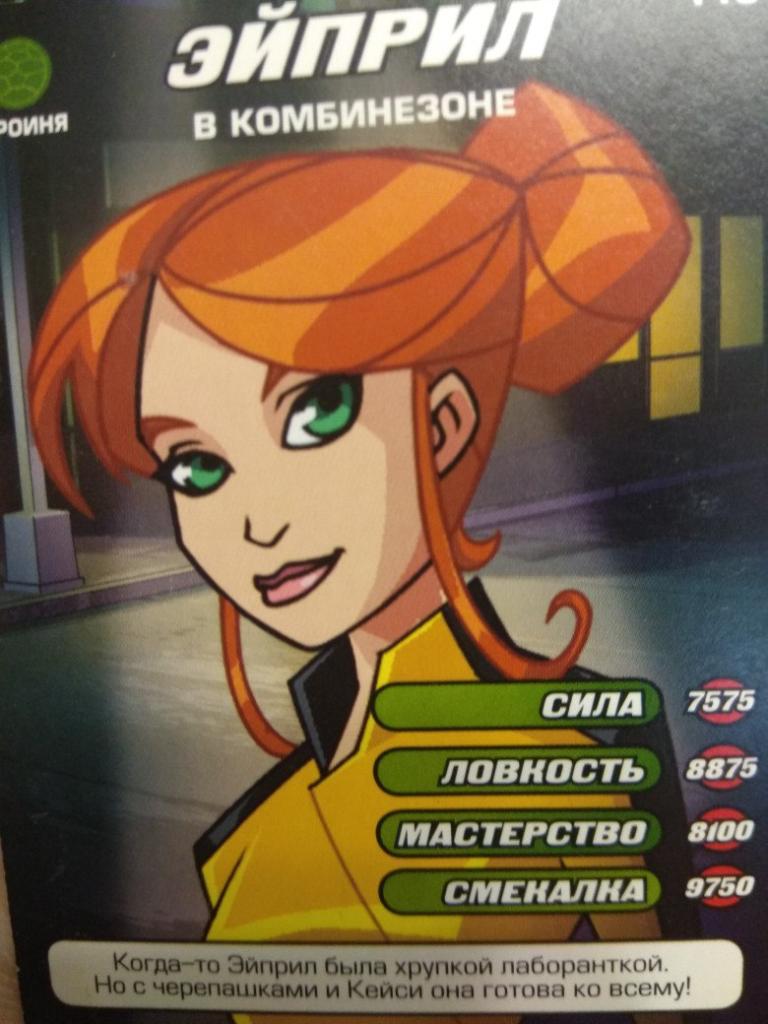 ЭЙПРИЛ
В КОМБИНЕЗОНЕ
СИЛА 7575
ЛОВКОСТЬ 8875
МАСТЕРСТВО 8100
СМЕКАЛКА 9750
Когда-то Эйприл была хрупкой лаборанткой.
Но с черепашками и Кейси она готова ко всему!